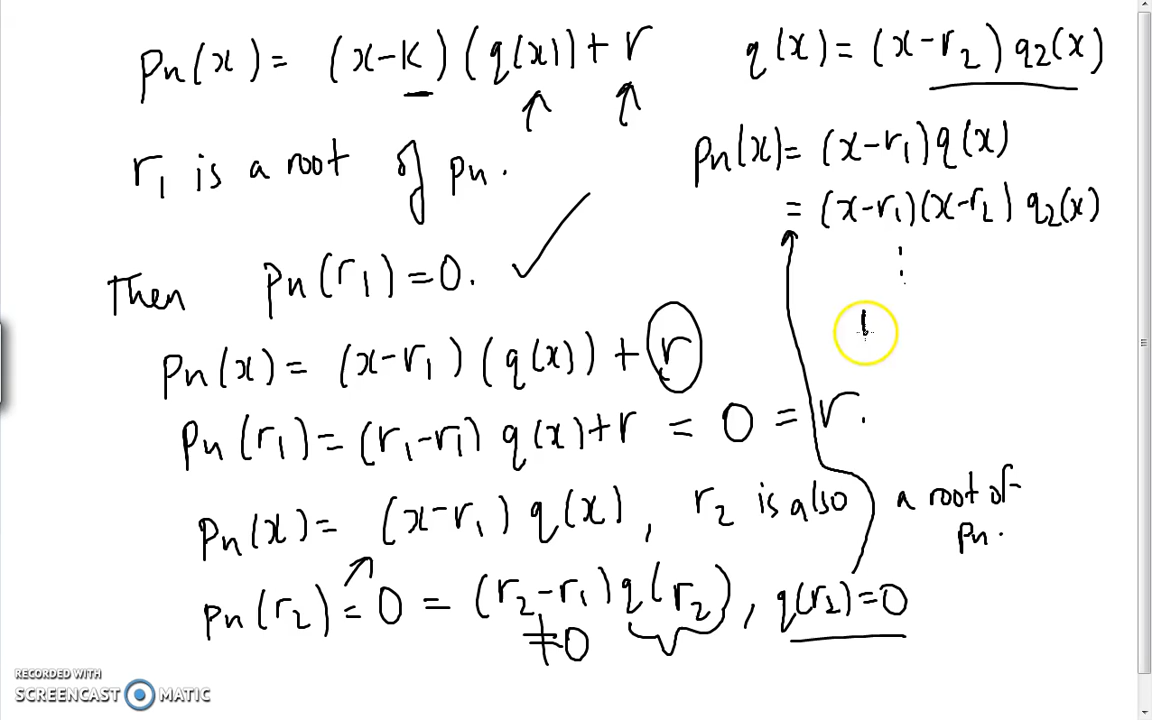 Pn(x) = (x-k)(q(x)) + r
r₁ is a root of pn.
Then pn(r₁) = 0. ✓
pn(x) = (x-r₁)(q(x)) + r
pn(r₁) = (r₁-r₁) q(x) + r = 0 = r.
pn(x) = (x-r₁) q(x), r₂ is also a root of pn.
pn(r₂) = 0 = (r₂-r₁) q(r₂), q(r₂) = 0
≠0
q(x) = (x-r₂) q₂(x)
pn(x) = (x-r₁) q(x)
= (x-r₁)(x-r₂) q₂(x)
⋮
RECORDED WITH
SCREENCAST MATIC